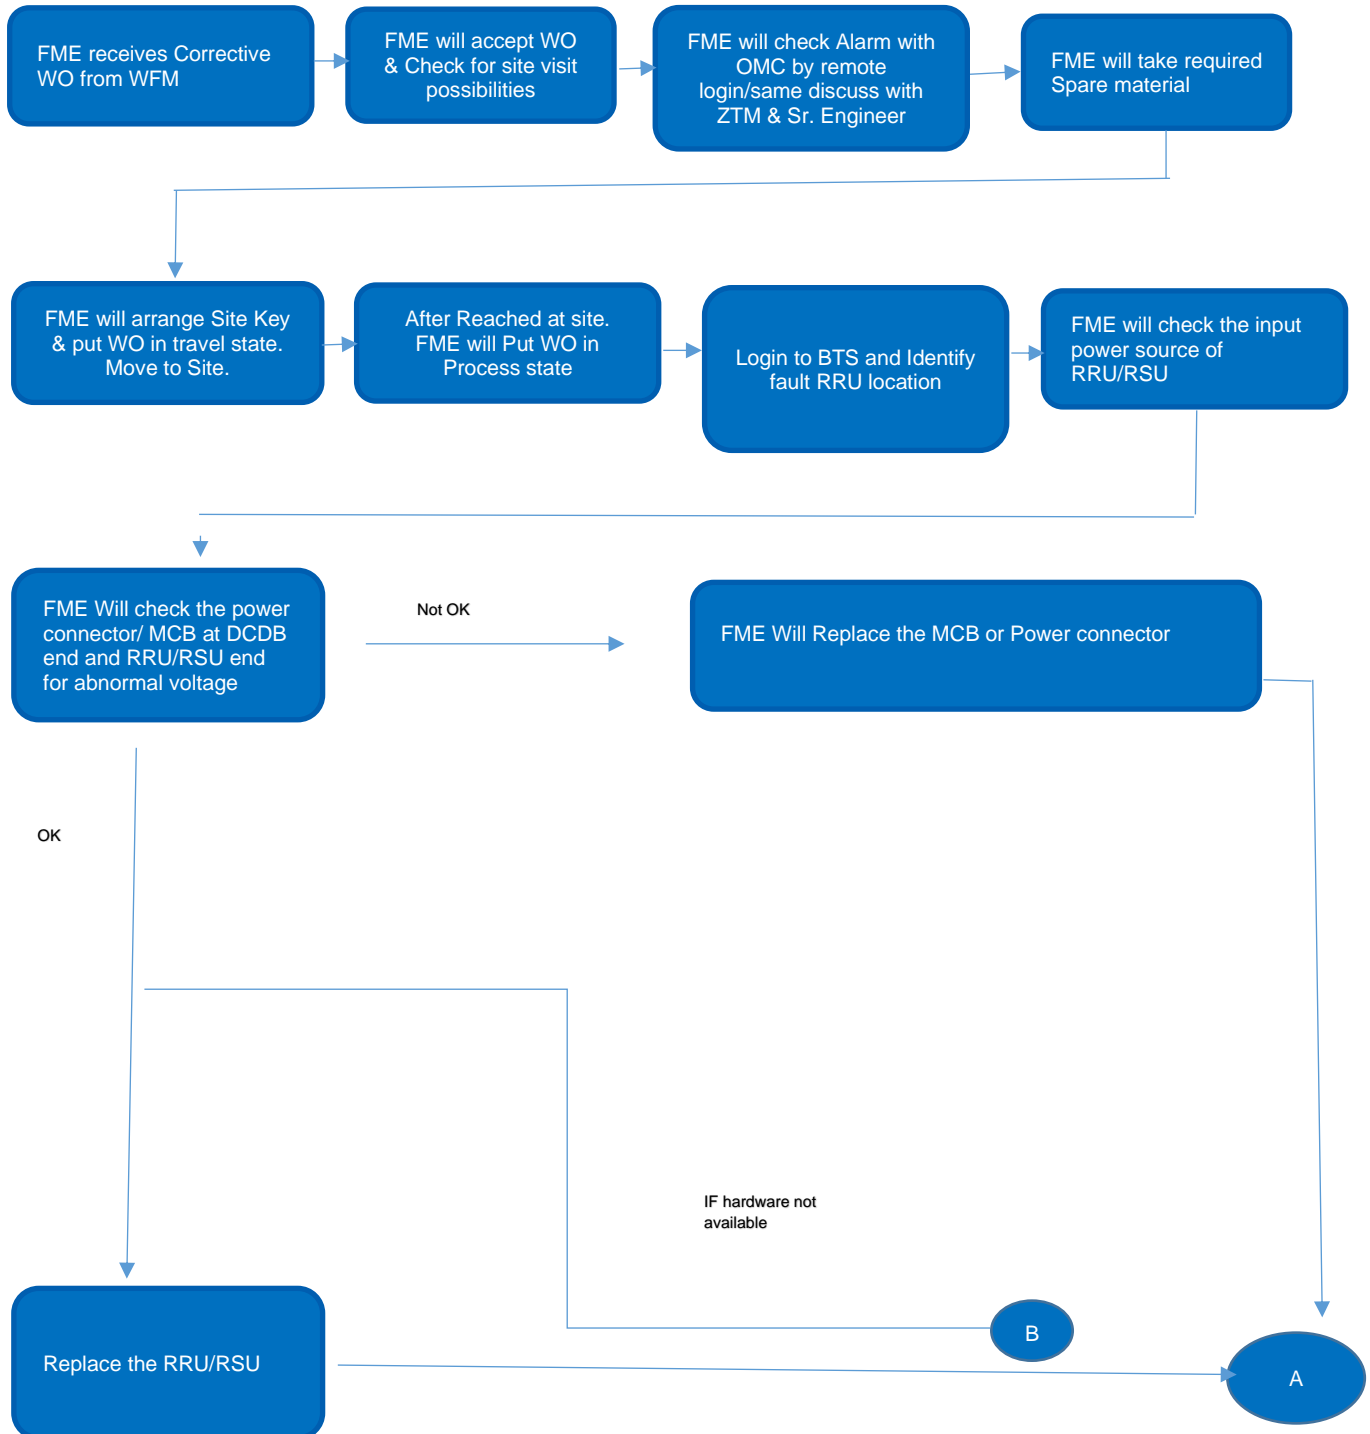 FME receives Corrective
WO from WFM
FME will accept WO
& Check for site visit
possibilities
FME will check Alarm with
OMC by remote
login/same discuss with
ZTM & Sr. Engineer
FME will take required
Spare material
FME will arrange Site Key
& put WO in travel state.
Move to Site.
After Reached at site.
FME will Put WO in
Process state
Login to BTS and Identify
fault RRU location
FME will check the input
power source of
RRU/RSU
FME Will check the power
connector/ MCB at DCDB
end and RRU/RSU end
for abnormal voltage
Not OK
FME Will Replace the MCB or Power connector
OK
IF hardware not
available
B
Replace the RRU/RSU
A